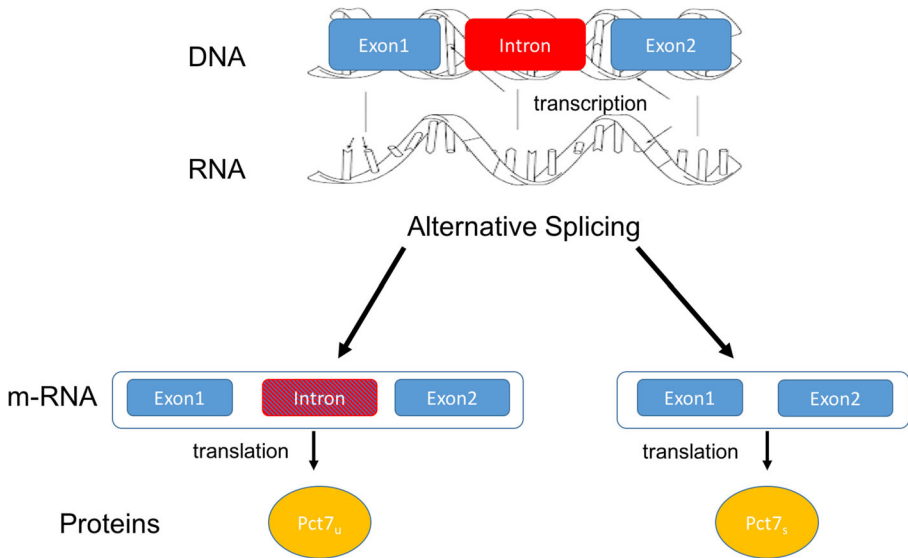 DNA
Exon1
Intron
Exon2
transcription
RNA
Alternative Splicing
m-RNA
Exon1
Intron
Exon2
Exon1
Exon2
translation
translation
Proteins
Pct7u
Pct7s